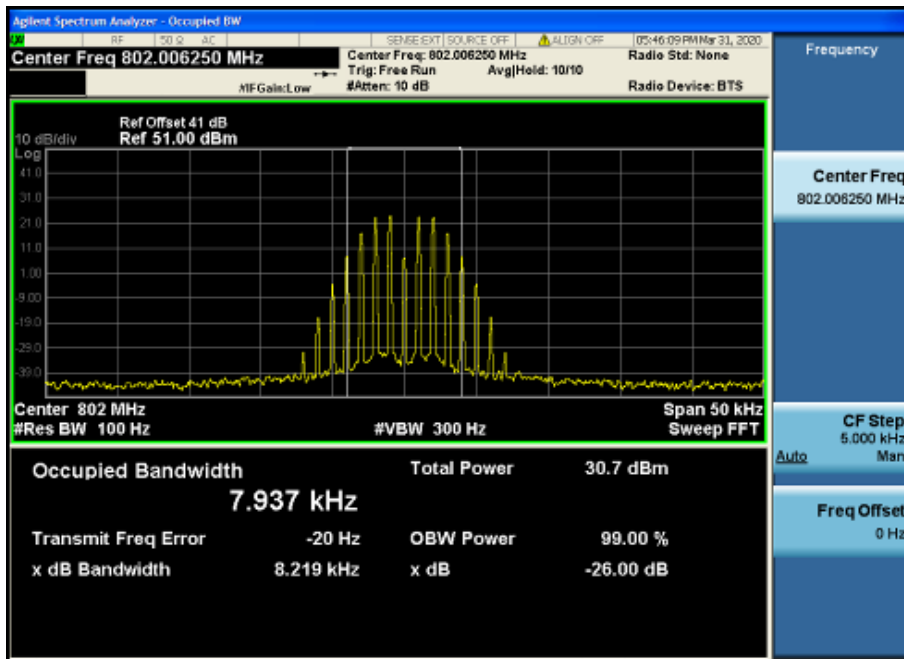 Agilent Spectrum Analyzer - Occupied BW
RF 50 Ω AC SENSE:EXT SOURCE OFF ALIGN OFF 05:46:09 PM Mar 31, 2020
Center Freq 802.006250 MHz
Center Freq: 802.006250 MHz
Radio Std: None
Trig: Free Run Avg|Hold: 10/10
#IFGain:Low #Atten: 10 dB Radio Device: BTS
Ref Offset 41 dB
10 dB/div Ref 51.00 dBm
Log
41.0
31.0
21.0
11.0
1.00
-9.00
-19.0
-29.0
-39.0
Center 802 MHz Span 50 kHz
#Res BW 100 Hz #VBW 300 Hz Sweep FFT
Occupied Bandwidth Total Power 30.7 dBm
7.937 kHz
Transmit Freq Error -20 Hz OBW Power 99.00 %
x dB Bandwidth 8.219 kHz x dB -26.00 dB
Frequency
Center Freq
802.006250 MHz
CF Step
5.000 kHz
Auto Man
Freq Offset
0 Hz